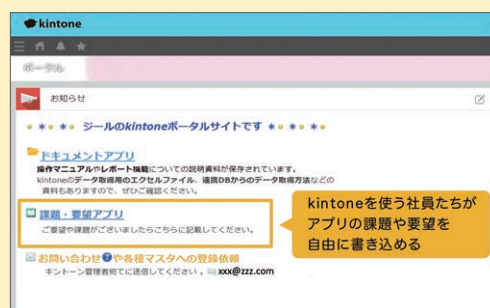 kintone
ポータル
お知らせ
ジールのkintoneポータルサイトです
ドキュメントアプリ
操作マニュアルやレポート機能についての説明資料が保存されています。
kintoneのデータ取得用のエクセルファイル、連携DBからのデータ取得方法などの
資料もありますので、ぜひご確認ください。
課題・要望アプリ
ご要望や課題がございましたらこちらに記載してください。
kintoneを使う社員たちが
アプリの課題や要望を
自由に書き込める
お問い合わせ?や各種マスタへの登録依頼
キントーン管理者宛てに送信してください。 xxx@zzz.com